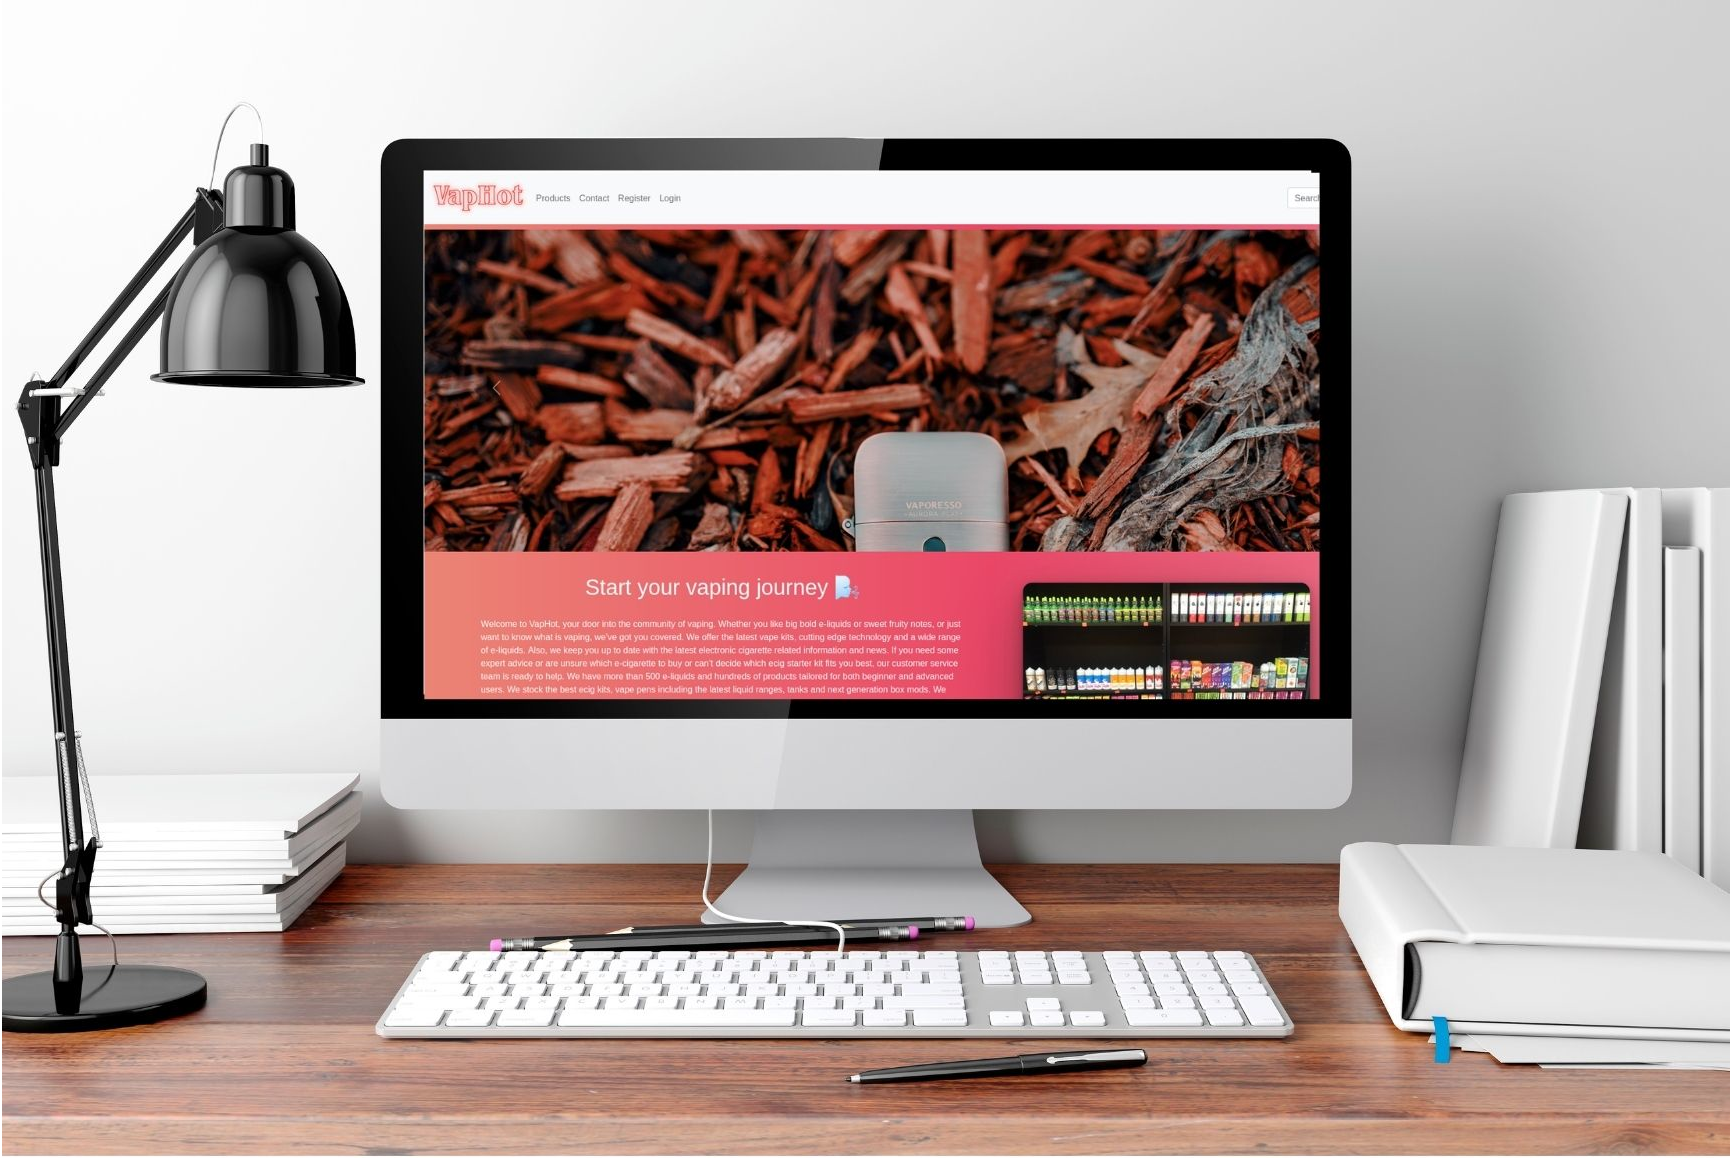 VapHot
Products Contact Register Login
Search
VAPORESSO
Start your vaping journey
Welcome to VapHot, your door into the community of vaping. Whether you like big bold e-liquids or sweet fruity notes, or just
want to know what is vaping, we've got you covered. We offer the latest vape kits, cutting edge technology and a wide range
of e-liquids. Also, we keep you up to date with the latest electronic cigarette related information and news. If you need some
expert advice or are unsure which e-cigarette to buy or can't decide which ecig starter kit fits you best, our customer service
team is ready to help. We have more than 500 e-liquids and hundreds of products tailored for both beginner and advanced
users. We stock the best ecig kits, vape pens including the latest liquid ranges, tanks and next generation box mods. We